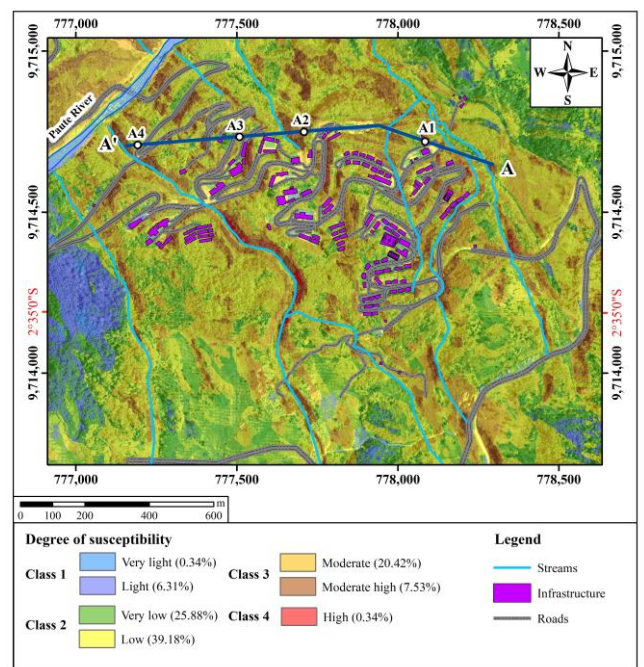 777,000 777,500 778,000 778,500
9,715,000
9,714,500
2°35'0"S
9,714,000
N
W E
S
Paute River
A'
A4
A3
A2
A1
A
9,715,000
9,714,500
2°35'0"S
9,714,000
777,000 777,500 778,000 778,500
0 100 200 400 600 m
Degree of susceptibility
Class 1
Very light (0.34%)
Light (6.31%)
Class 2
Very low (25.88%)
Low (39.18%)
Class 3
Moderate (20.42%)
Moderate high (7.53%)
Class 4
High (0.34%)
Legend
Streams
Infrastructure
Roads